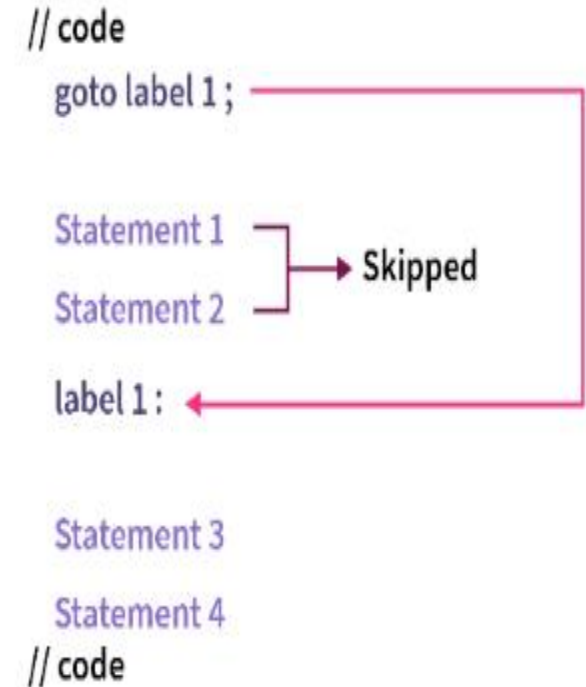 // code
goto label 1 ;
Statement 1
Skipped
Statement 2
label 1 :
Statement 3
Statement 4
// code